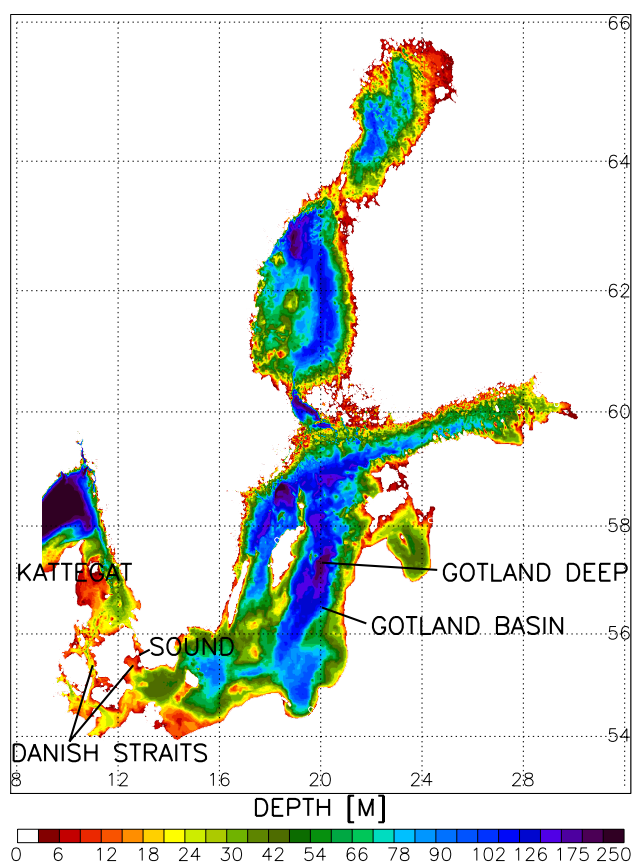 66
64
62
60
58
KATTEGAT
GOTLAND DEEP
GOTLAND BASIN
56
SOUND
54
DANISH STRAITS
8 12 16 20 24 28
DEPTH [M]
0 6 12 18 24 30 42 54 66 78 90 102 126 175 250